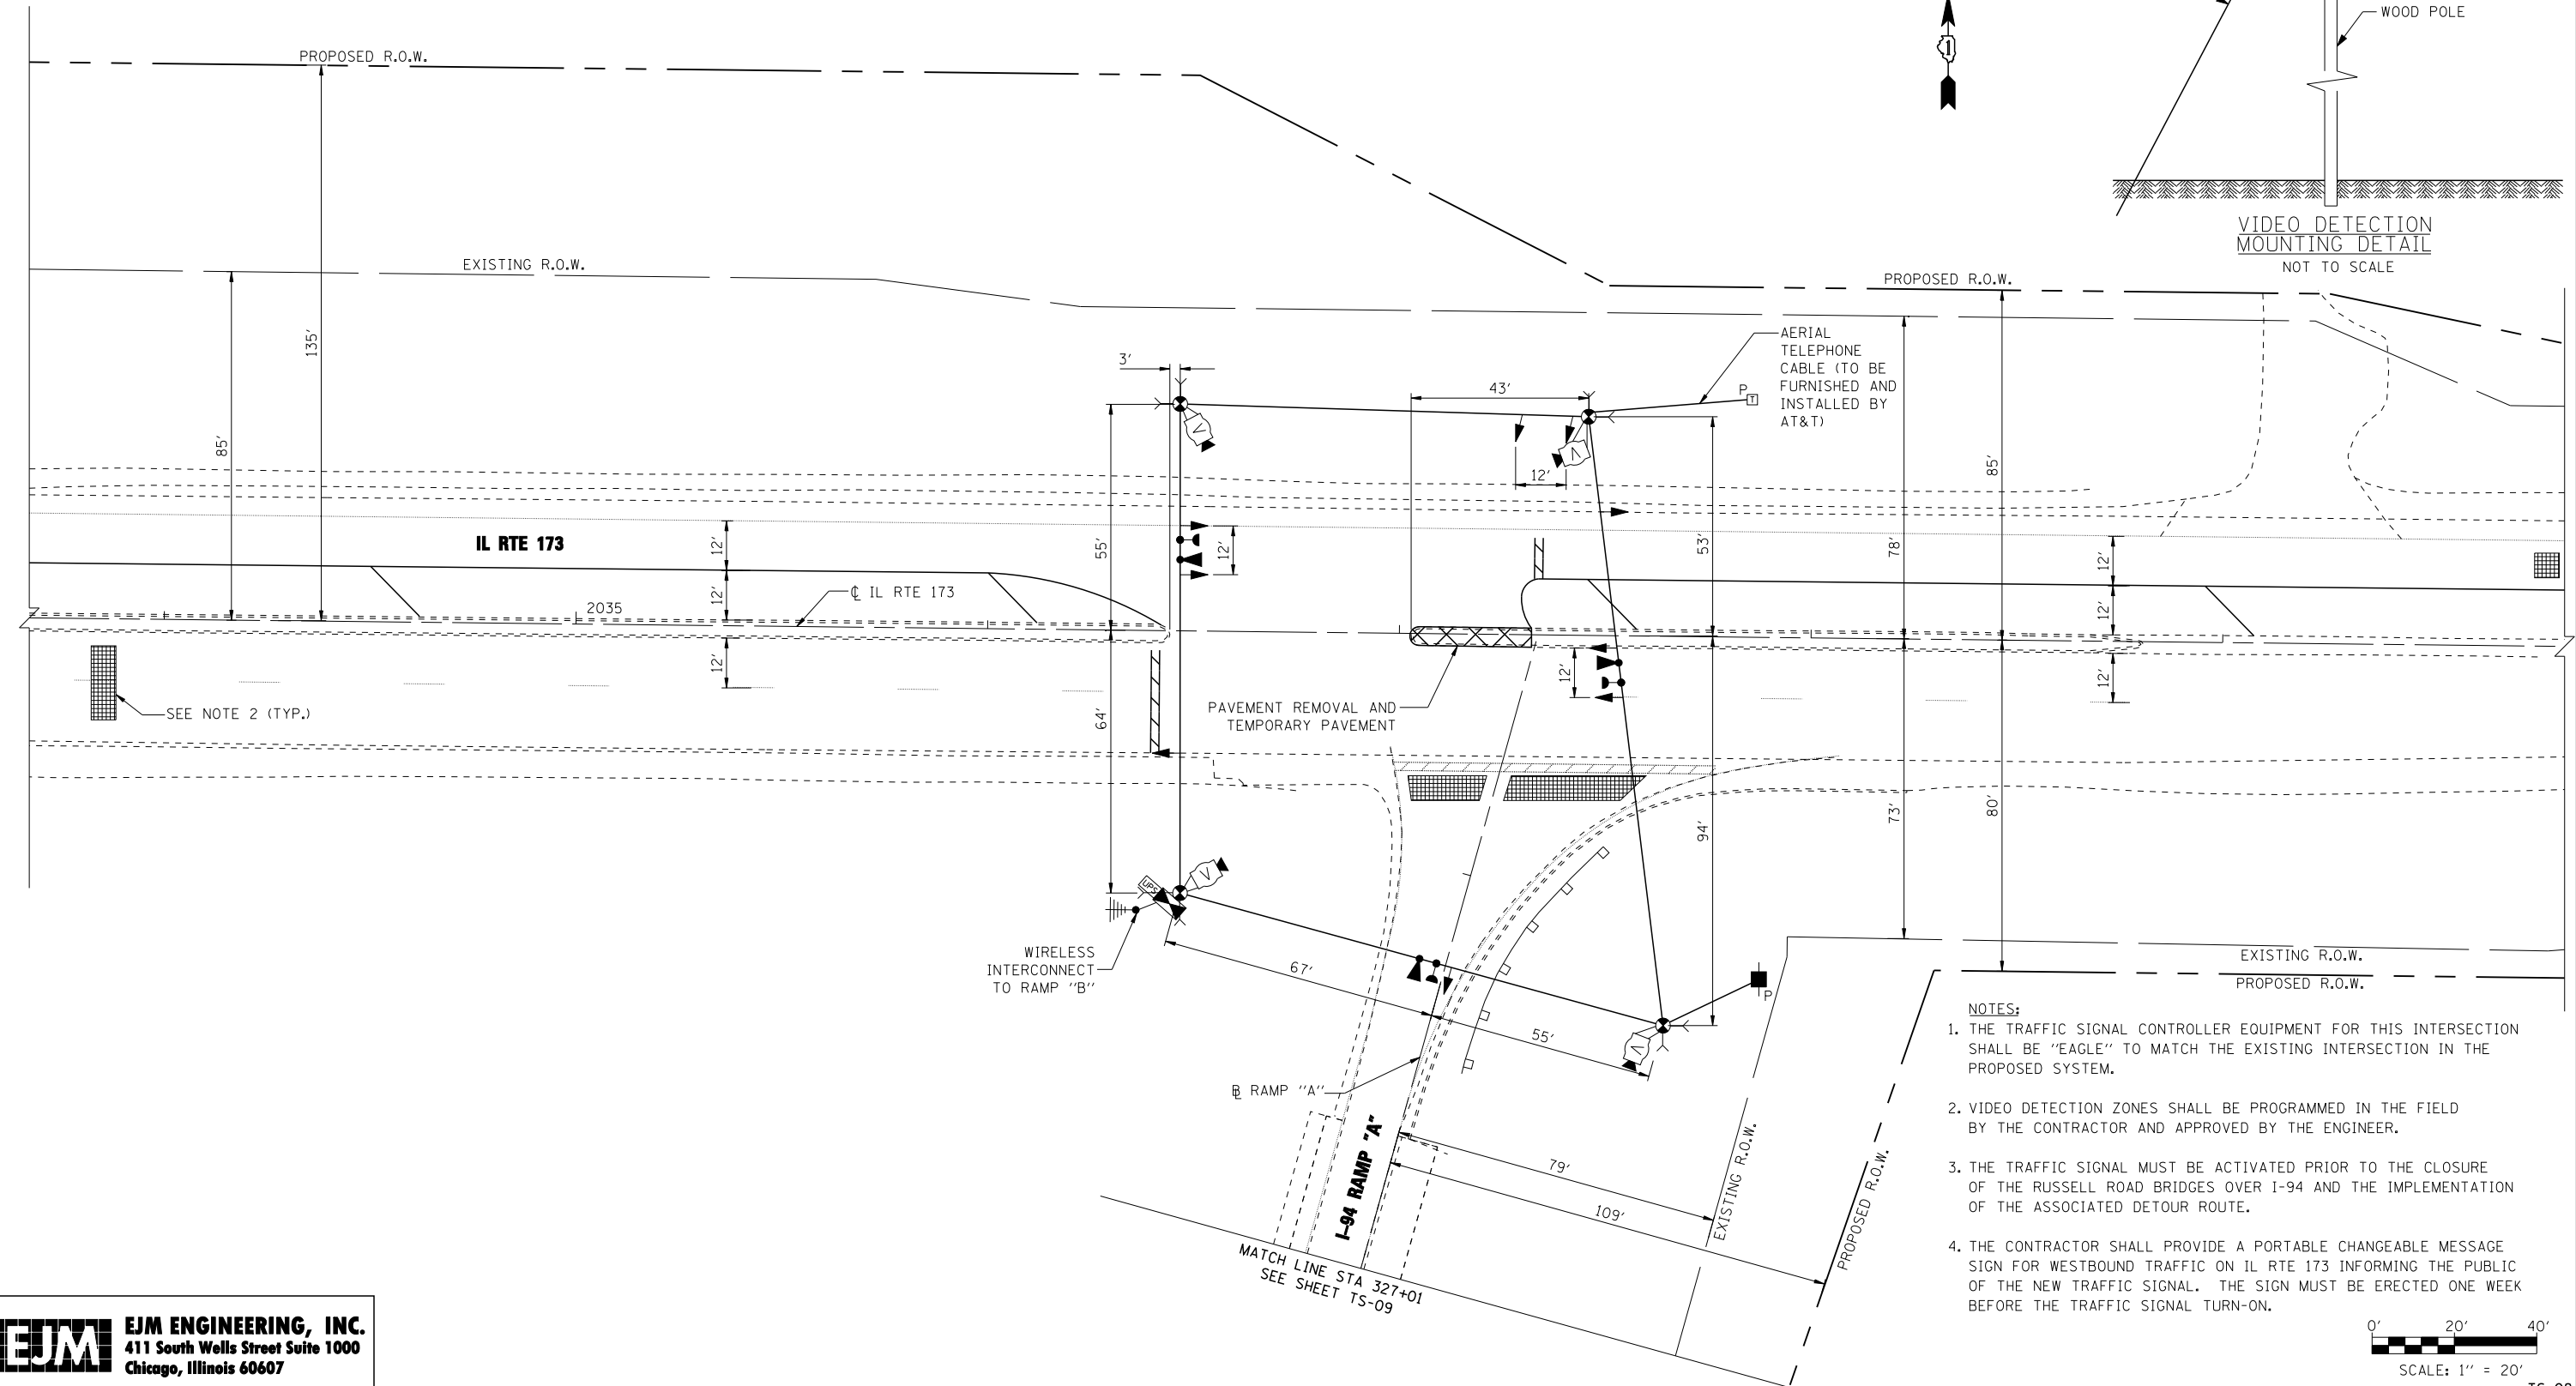 WOOD POLE
VIDEO DETECTION
MOUNTING DETAIL
NOT TO SCALE
PROPOSED R.O.W.
EXISTING R.O.W.
PROPOSED R.O.W.
135'
85'
3'
43'
12'
AERIAL
TELEPHONE
CABLE (TO BE
FURNISHED AND
INSTALLED BY
AT&T)
P
T
V
V
IL RTE 173
12'
12'
12'
55'
12'
53'
78'
85'
12'
12'
12'
2035
℄ IL RTE 173
SEE NOTE 2 (TYP.)
64'
12'
PAVEMENT REMOVAL AND
TEMPORARY PAVEMENT
94'
73'
80'
UPS
V
WIRELESS
INTERCONNECT
TO RAMP "B"
67'
55'
V
P
EXISTING R.O.W.
PROPOSED R.O.W.
B̲L RAMP "A"
I-94 RAMP "A"
79'
109'
EXISTING R.O.W.
PROPOSED R.O.W.
MATCH LINE STA 327+01
SEE SHEET TS-09
NOTES:
1. THE TRAFFIC SIGNAL CONTROLLER EQUIPMENT FOR THIS INTERSECTION
SHALL BE "EAGLE" TO MATCH THE EXISTING INTERSECTION IN THE
PROPOSED SYSTEM.
2. VIDEO DETECTION ZONES SHALL BE PROGRAMMED IN THE FIELD
BY THE CONTRACTOR AND APPROVED BY THE ENGINEER.
3. THE TRAFFIC SIGNAL MUST BE ACTIVATED PRIOR TO THE CLOSURE
OF THE RUSSELL ROAD BRIDGES OVER I-94 AND THE IMPLEMENTATION
OF THE ASSOCIATED DETOUR ROUTE.
4. THE CONTRACTOR SHALL PROVIDE A PORTABLE CHANGEABLE MESSAGE
SIGN FOR WESTBOUND TRAFFIC ON IL RTE 173 INFORMING THE PUBLIC
OF THE NEW TRAFFIC SIGNAL. THE SIGN MUST BE ERECTED ONE WEEK
BEFORE THE TRAFFIC SIGNAL TURN-ON.
0' 20' 40'
SCALE: 1" = 20'
EJM
EJM ENGINEERING, INC.
411 South Wells Street Suite 1000
Chicago, Illinois 60607